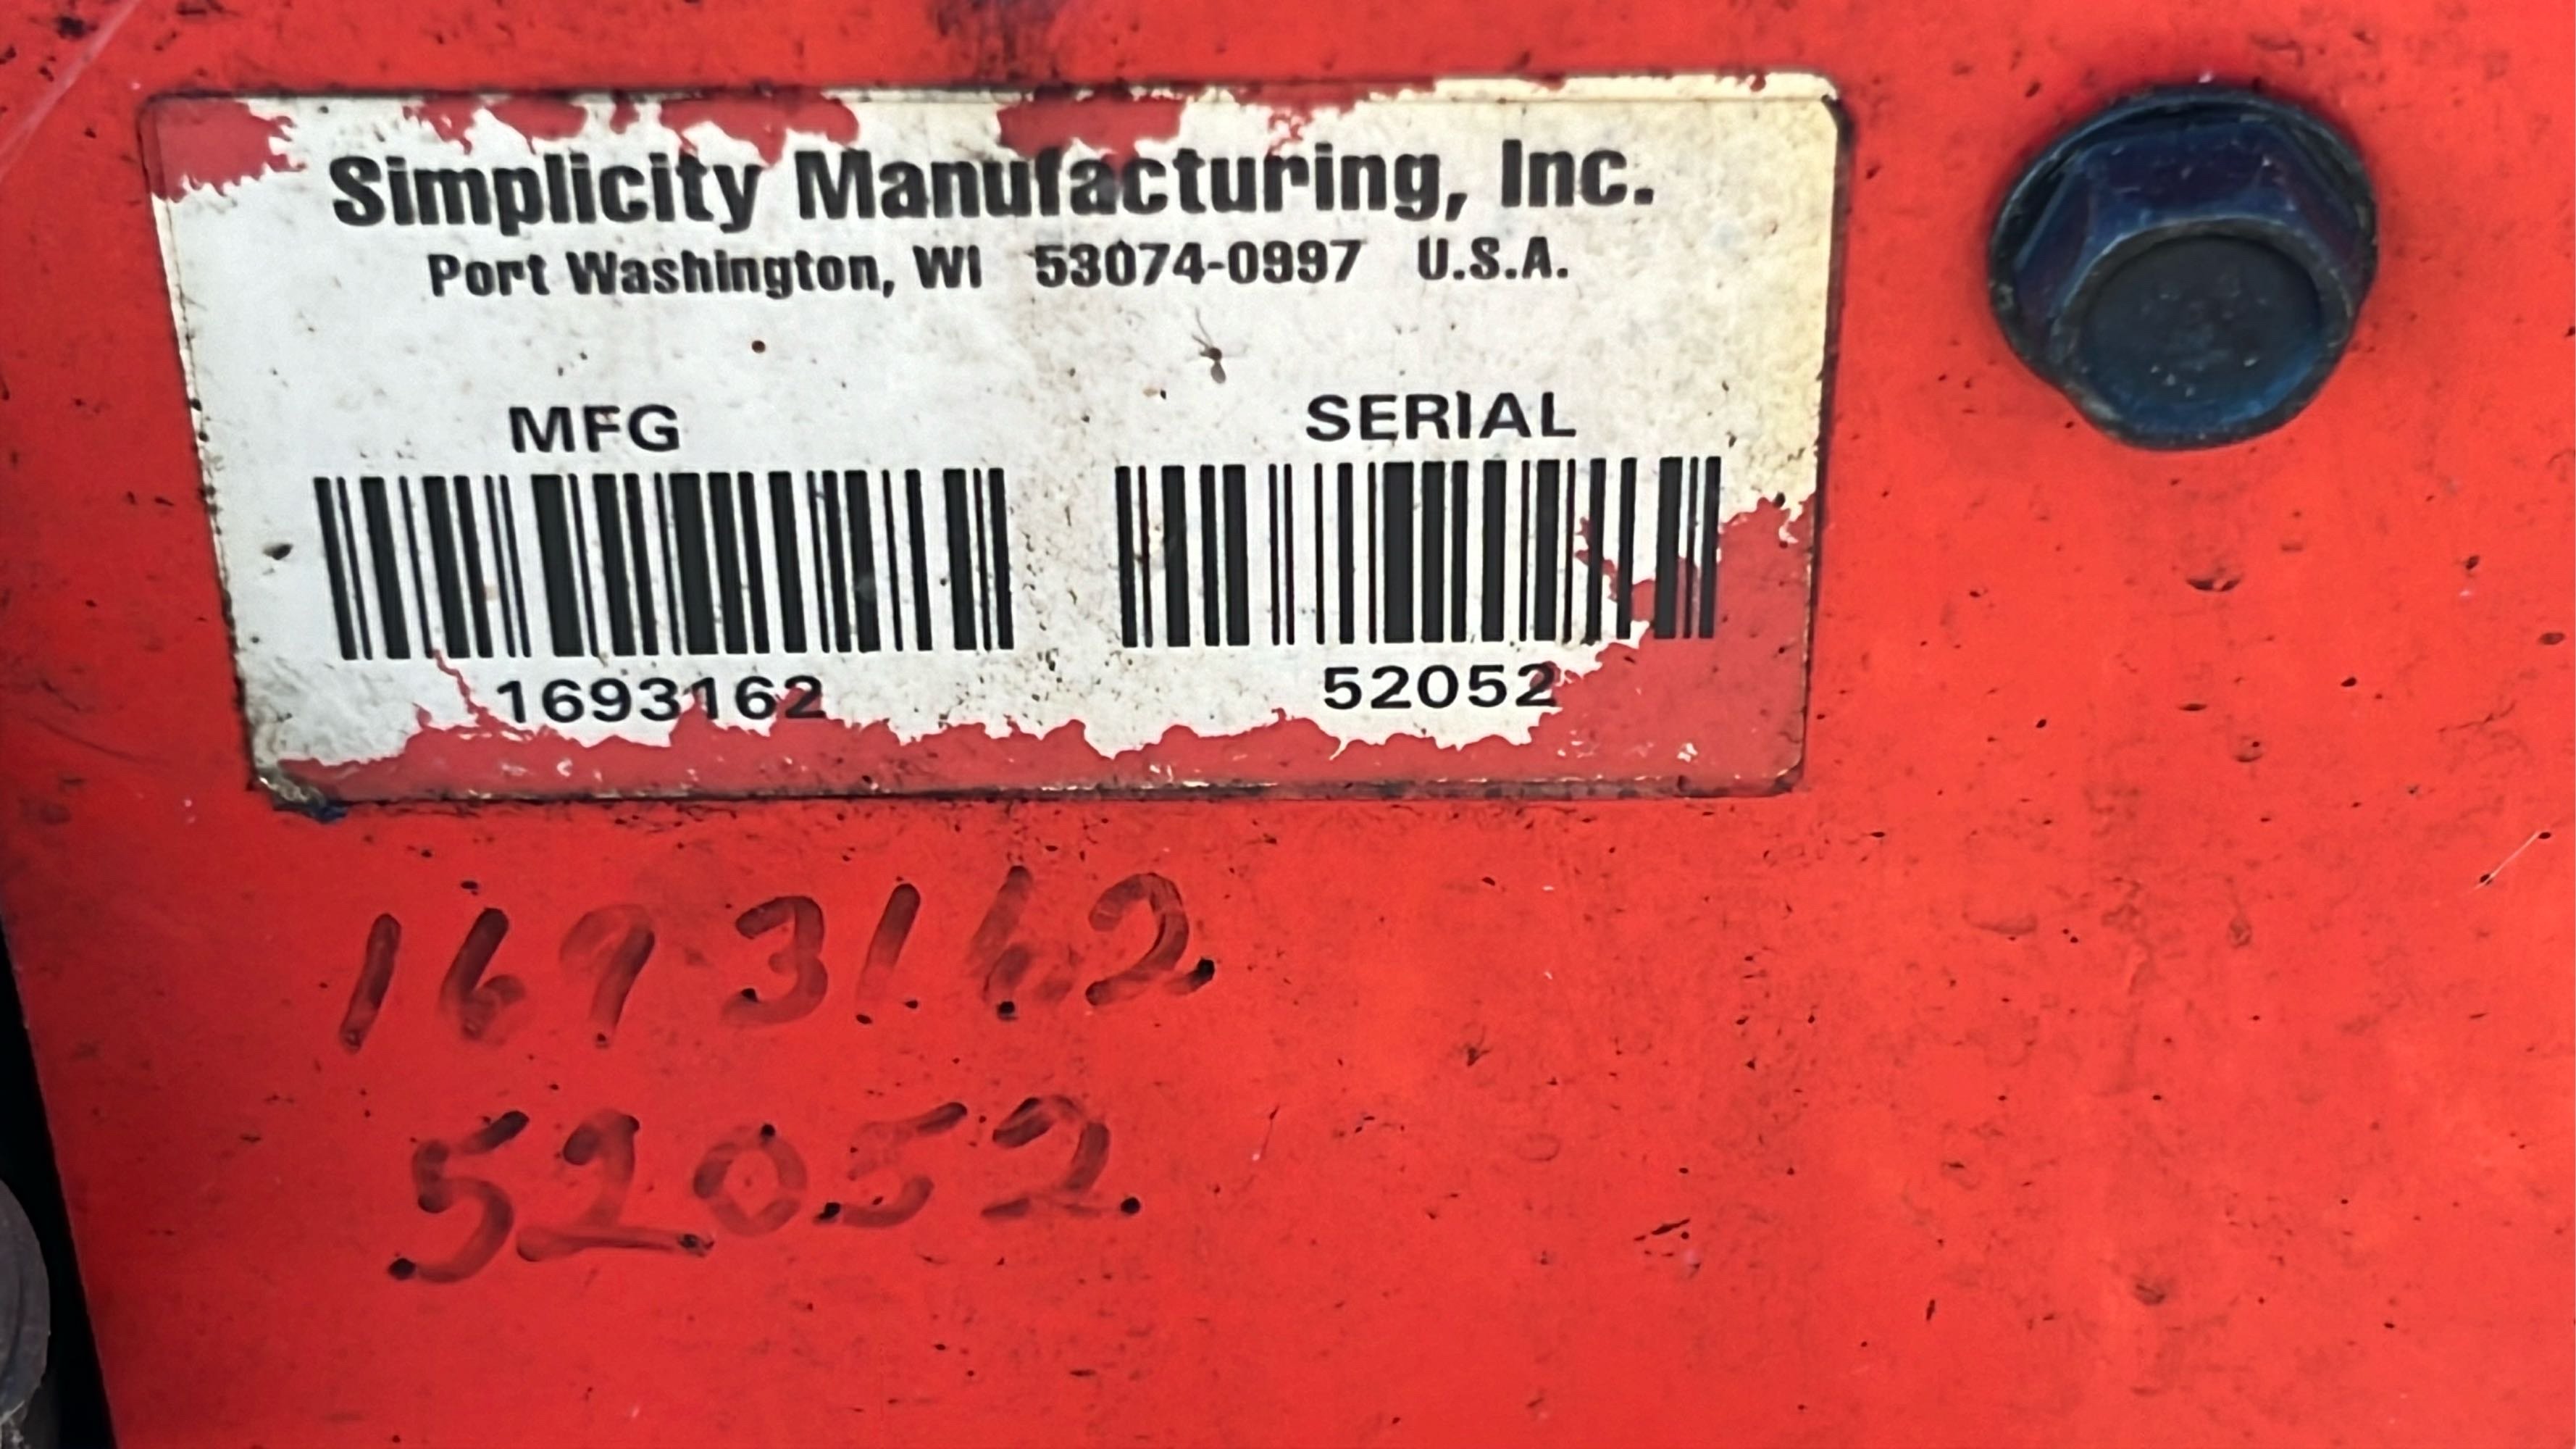 Simplicity Manufacturing, Inc.
Port Washington, WI 53074-0997 U.S.A.
MFG SERIAL
1693162 52052
1693162
52052